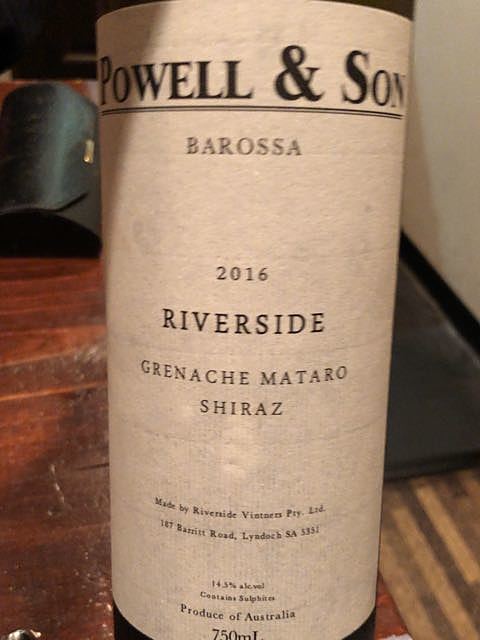 POWELL & SON
BAROSSA
2016
RIVERSIDE
GRENACHE MATARO
SHIRAZ
Made by Riverside Vintners Pty. Ltd.
187 Barritt Road, Lyndoch SA 5351
14.5% alc.vol
Contains Sulphites
Produce of Australia
750mL